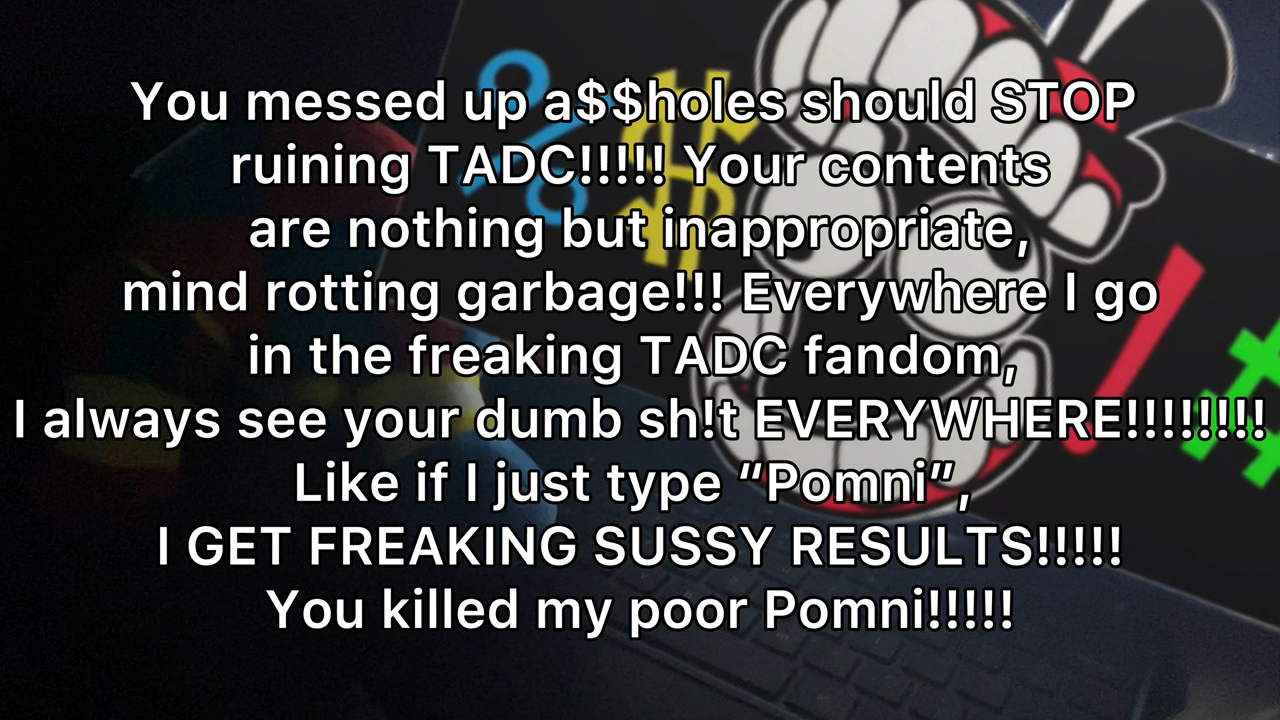 You messed up a$$holes should STOP
ruining TADC!!!!! Your contents
are nothing but inappropriate,
mind rotting garbage!!! Everywhere I go
in the freaking TADC fandom,
I always see your dumb sh!t EVERYWHERE!!!!!!!!
Like if I just type “Pomni”,
I GET FREAKING SUSSY RESULTS!!!!!
You killed my poor Pomni!!!!!